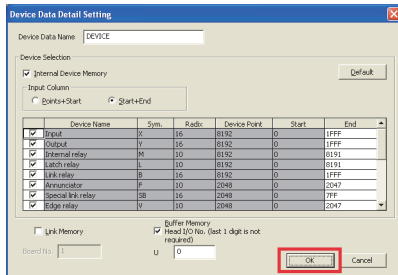 Device Data Detail Setting
Device Data Name DEVICE
Device Selection
Internal Device Memory Default
Input Column
Points+Start Start+End
Device Name Sym. Radix Device Point Start End
Input X 16 8192 0 1FFF
Output Y 16 8192 0 1FFF
Internal relay M 10 8192 0 8191
Latch relay L 10 8192 0 8191
Link relay B 16 8192 0 1FFF
Annunciator F 10 2048 0 2047
Special link relay SB 16 2048 0 7FF
Edge relay V 10 2048 0 2047
Link Memory
Board No. 1
Buffer Memory
Head I/O No. (last 1 digit is not
required)
U 0
OK Cancel